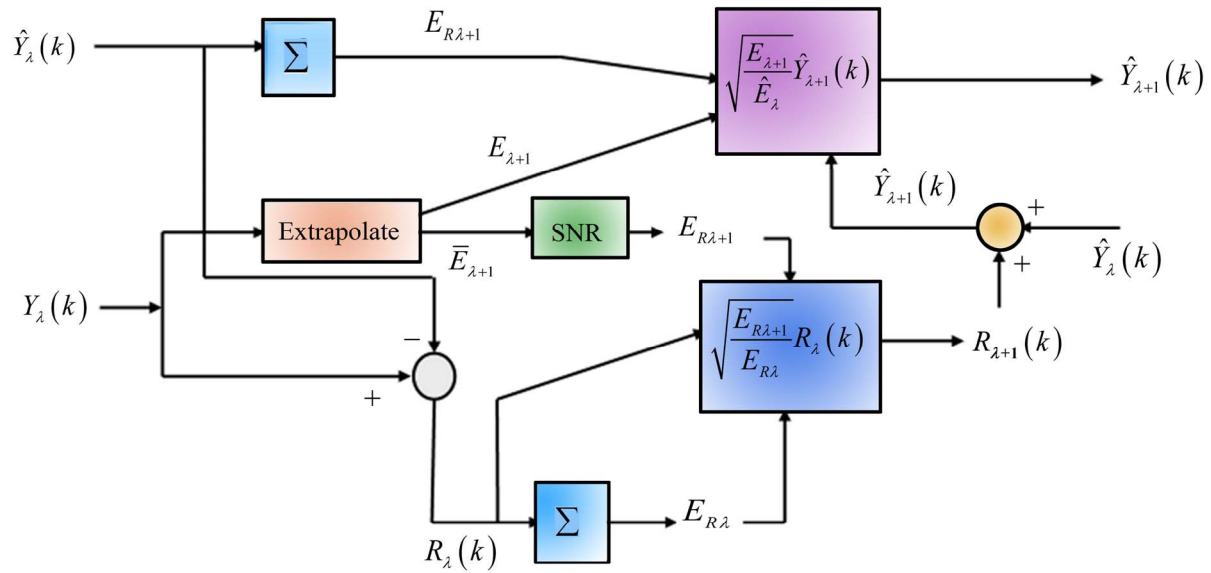 Ŷ_λ(k)
Σ
E_{Rλ+1}
√(E_{λ+1}/Ê_λ) Ŷ_{λ+1}(k)
Ŷ_{λ+1}(k)
E_{λ+1}
Ŷ_{λ+1}(k)
+
+
Ŷ_λ(k)
Extrapolate
Ē_{λ+1}
SNR
E_{Rλ+1}
Y_λ(k)
−
+
√(E_{Rλ+1}/E_{Rλ}) R_λ(k)
R_{λ+1}(k)
R_λ(k)
Σ
E_{Rλ}